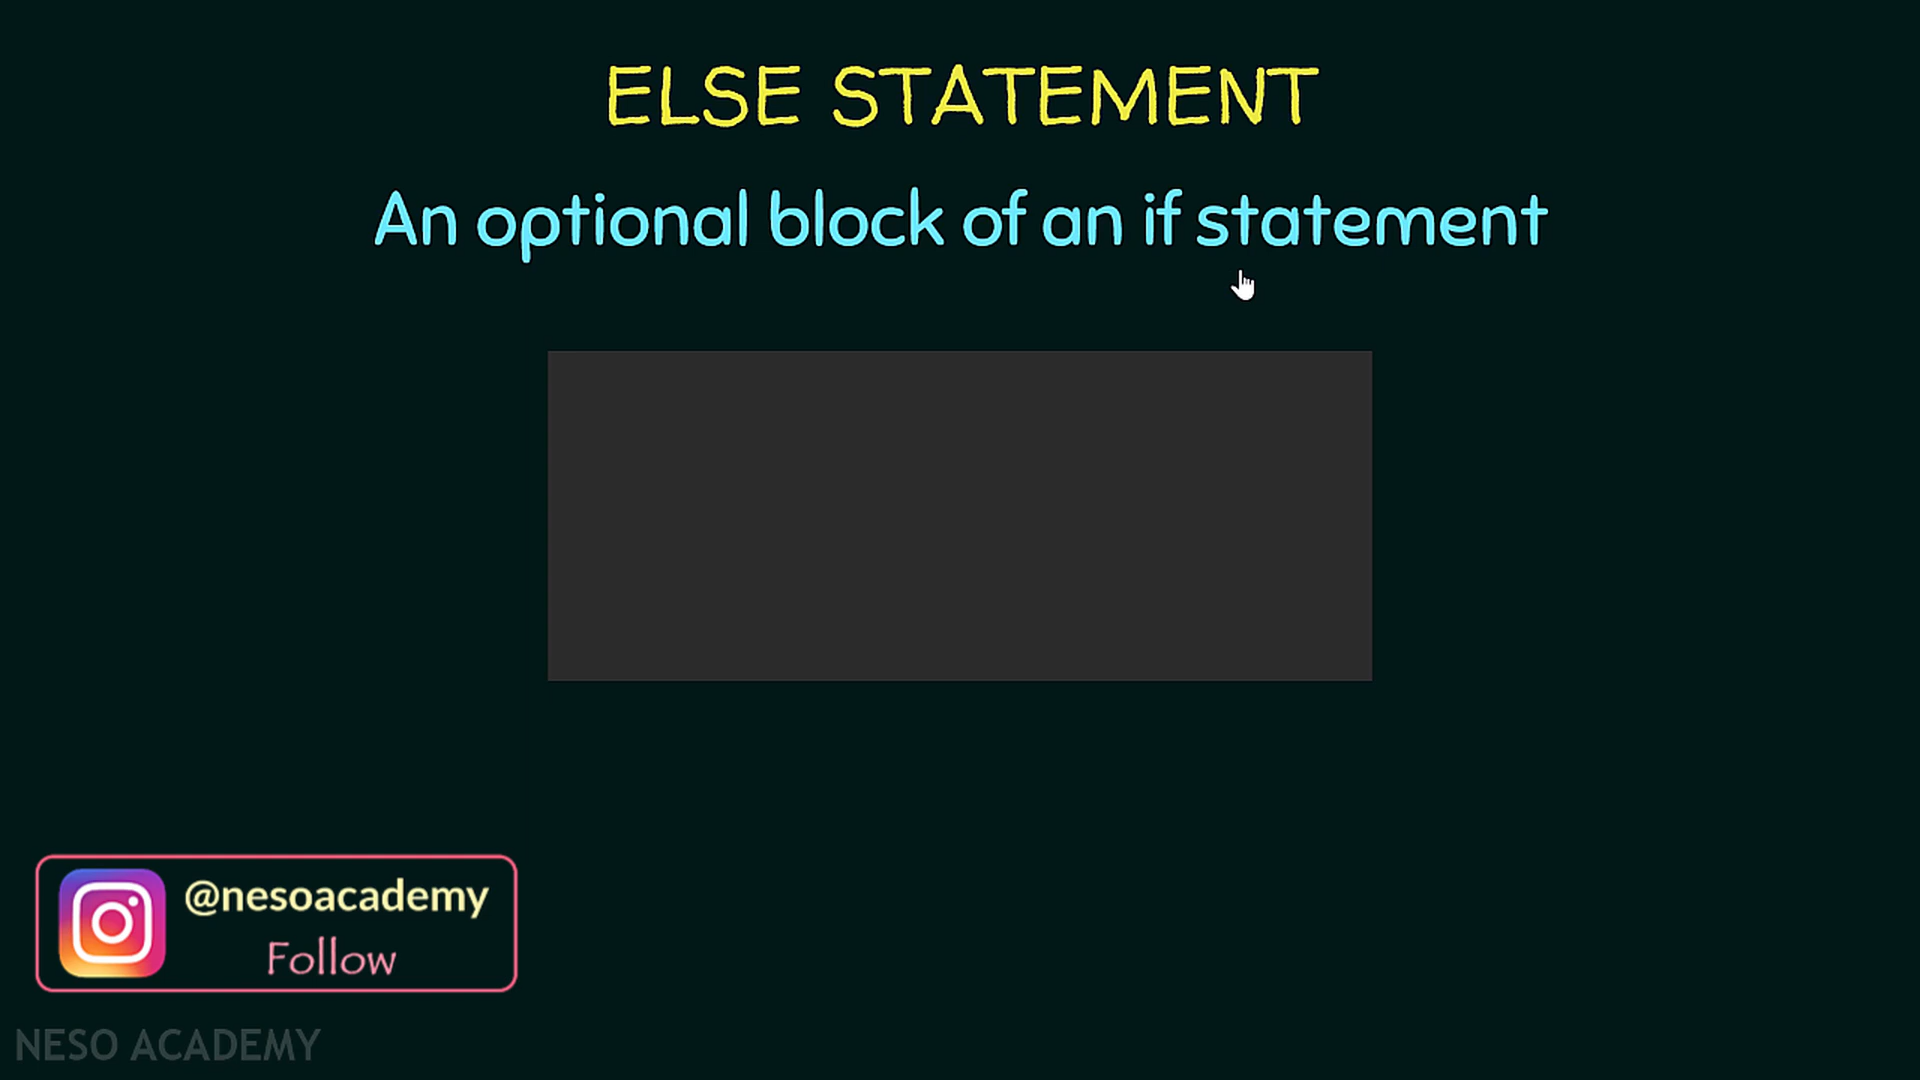 ELSE STATEMENT
An optional block of an if statement
@nesoacademy
Follow
NESO ACADEMY